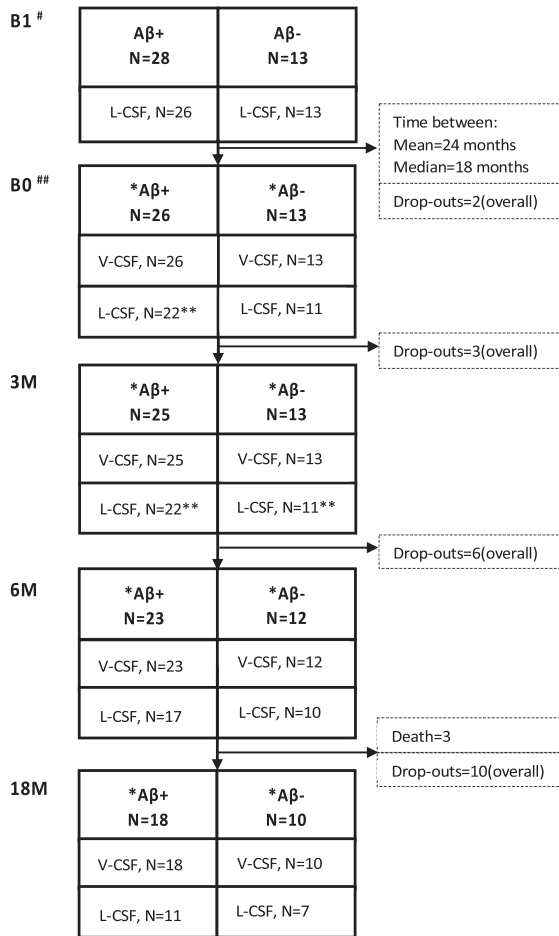 B1 #
Aβ+
N=28
Aβ-
N=13
L-CSF, N=26
L-CSF, N=13
Time between:
Mean=24 months
Median=18 months
Drop-outs=2(overall)
B0 ##
*Aβ+
N=26
*Aβ-
N=13
V-CSF, N=26
V-CSF, N=13
L-CSF, N=22**
L-CSF, N=11
Drop-outs=3(overall)
3M
*Aβ+
N=25
*Aβ-
N=13
V-CSF, N=25
V-CSF, N=13
L-CSF, N=22**
L-CSF, N=11**
Drop-outs=6(overall)
6M
*Aβ+
N=23
*Aβ-
N=12
V-CSF, N=23
V-CSF, N=12
L-CSF, N=17
L-CSF, N=10
Death=3
Drop-outs=10(overall)
18M
*Aβ+
N=18
*Aβ-
N=10
V-CSF, N=18
V-CSF, N=10
L-CSF, N=11
L-CSF, N=7